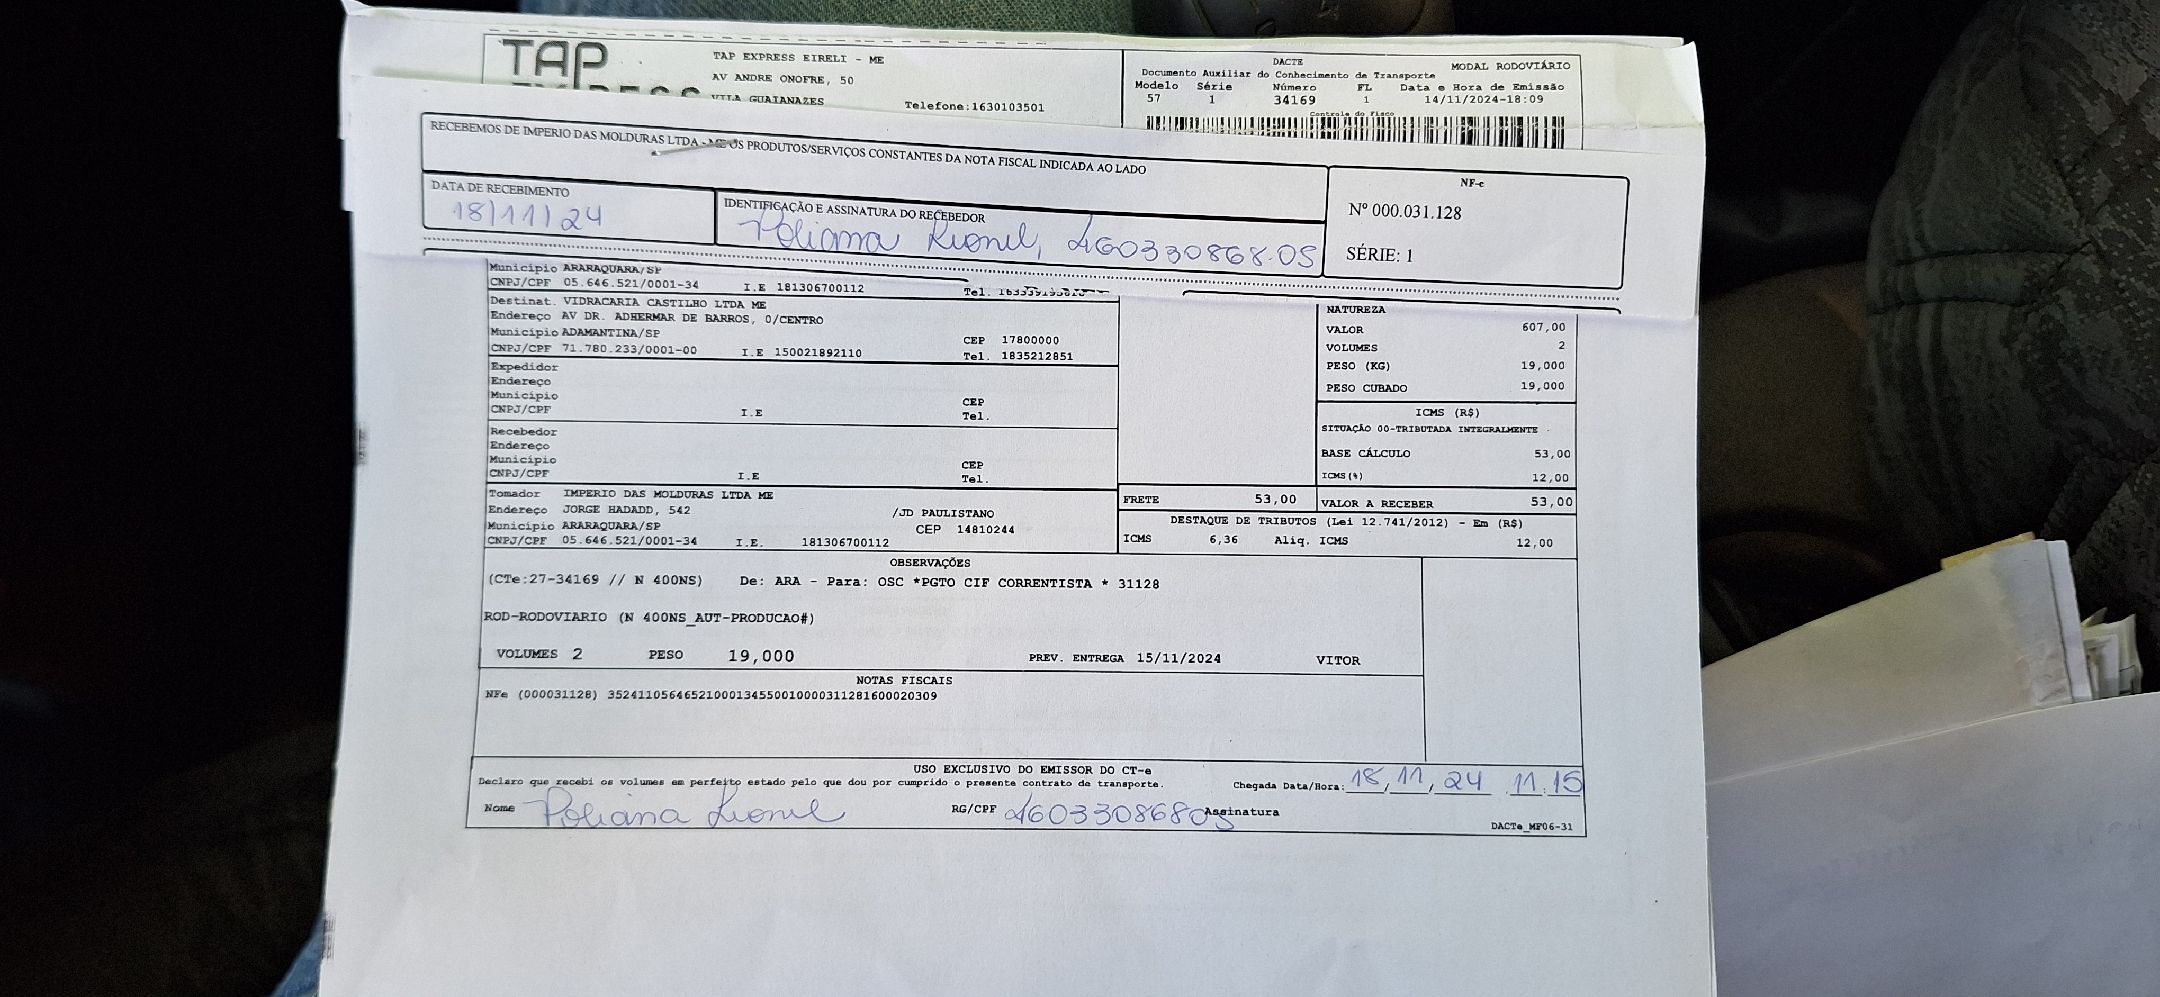 TAP
TAP EXPRESS EIRELI - ME
AV ANDRE ONOFRE, 50
VILA GUAIANAZES
Telefone:1630103501
DACTE
MODAL RODOVIÁRIO
Documento Auxiliar do Conhecimento de Transporte
Modelo Série Número FL Data e Hora de Emissão
57 1 34169 1 14/11/2024-18:09
Controle do Fisco
RECEBEMOS DE IMPERIO DAS MOLDURAS LTDA - ME OS PRODUTOS/SERVIÇOS CONSTANTES DA NOTA FISCAL INDICADA AO LADO
DATA DE RECEBIMENTO
18/11/24
IDENTIFICAÇÃO E ASSINATURA DO RECEBEDOR
Poliana
NF-e
Nº 000.031.128
SÉRIE: 1
Município ARARAQUARA/SP
CNPJ/CPF 05.646.521/0001-34 I.E 181306700112 Tel.
Destinat. VIDRACARIA CASTILHO LTDA ME
Endereço AV DR. ADHERMAR DE BARROS, 0/CENTRO
Município ADAMANTINA/SP CEP 17800000
CNPJ/CPF 71.780.233/0001-00 I.E 150021892110 Tel. 1835212851
Expedidor
Endereço
Município CEP
CNPJ/CPF I.E Tel.
Recebedor
Endereço
Município CEP
CNPJ/CPF I.E Tel.
Tomador IMPERIO DAS MOLDURAS LTDA ME
Endereço JORGE HADADD, 542 /JD PAULISTANO
Município ARARAQUARA/SP CEP 14810244
CNPJ/CPF 05.646.521/0001-34 I.E. 181306700112
NATUREZA
VALOR 607,00
VOLUMES 2
PESO (KG) 19,000
PESO CUBADO 19,000
ICMS (R$)
SITUAÇÃO 00-TRIBUTADA INTEGRALMENTE -
BASE CÁLCULO 53,00
ICMS(%) 12,00
FRETE 53,00 VALOR A RECEBER 53,00
DESTAQUE DE TRIBUTOS (Lei 12.741/2012) - Em (R$)
ICMS 6,36 Aliq. ICMS 12,00
OBSERVAÇÕES
(CTe:27-34169 // N 400NS) De: ARA - Para: OSC *PGTO CIF CORRENTISTA * 31128
ROD-RODOVIARIO (N 400NS_AUT-PRODUCAO#)
VOLUMES 2 PESO 19,000 PREV. ENTREGA 15/11/2024 VITOR
NOTAS FISCAIS
NFe (000031128) 35241105646521000134550010000311281600020309
USO EXCLUSIVO DO EMISSOR DO CT-e
Declaro que recebi os volumes em perfeito estado pelo que dou por cumprido o presente contrato de transporte.
Chegada Data/Hora: 18/11/24 11:15
Nome Poliana RG/CPF Assinatura
DACTe_MF06-31